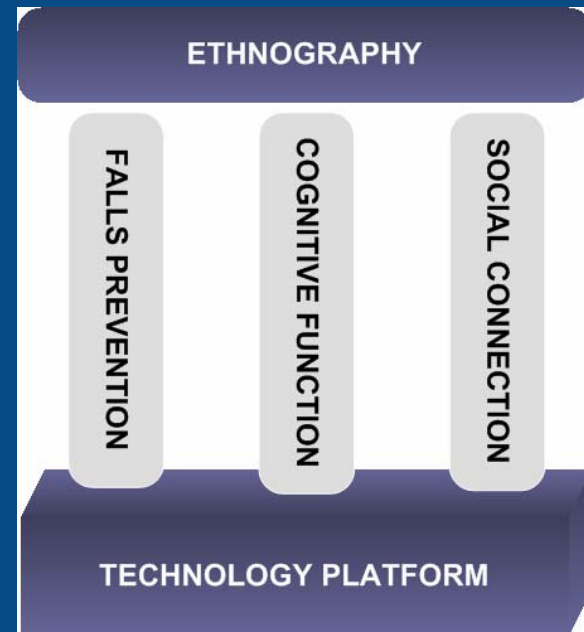 ETHNOGRAPHY
FALLS PREVENTION
COGNITIVE FUNCTION
SOCIAL CONNECTION
TECHNOLOGY PLATFORM